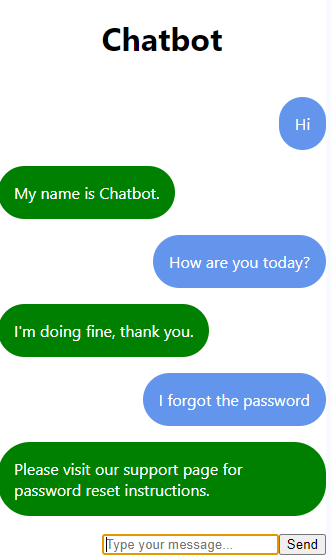 Chatbot
Hi
My name is Chatbot.
How are you today?
I'm doing fine, thank you.
I forgot the password
Please visit our support page for
password reset instructions.
Type your message...
Send